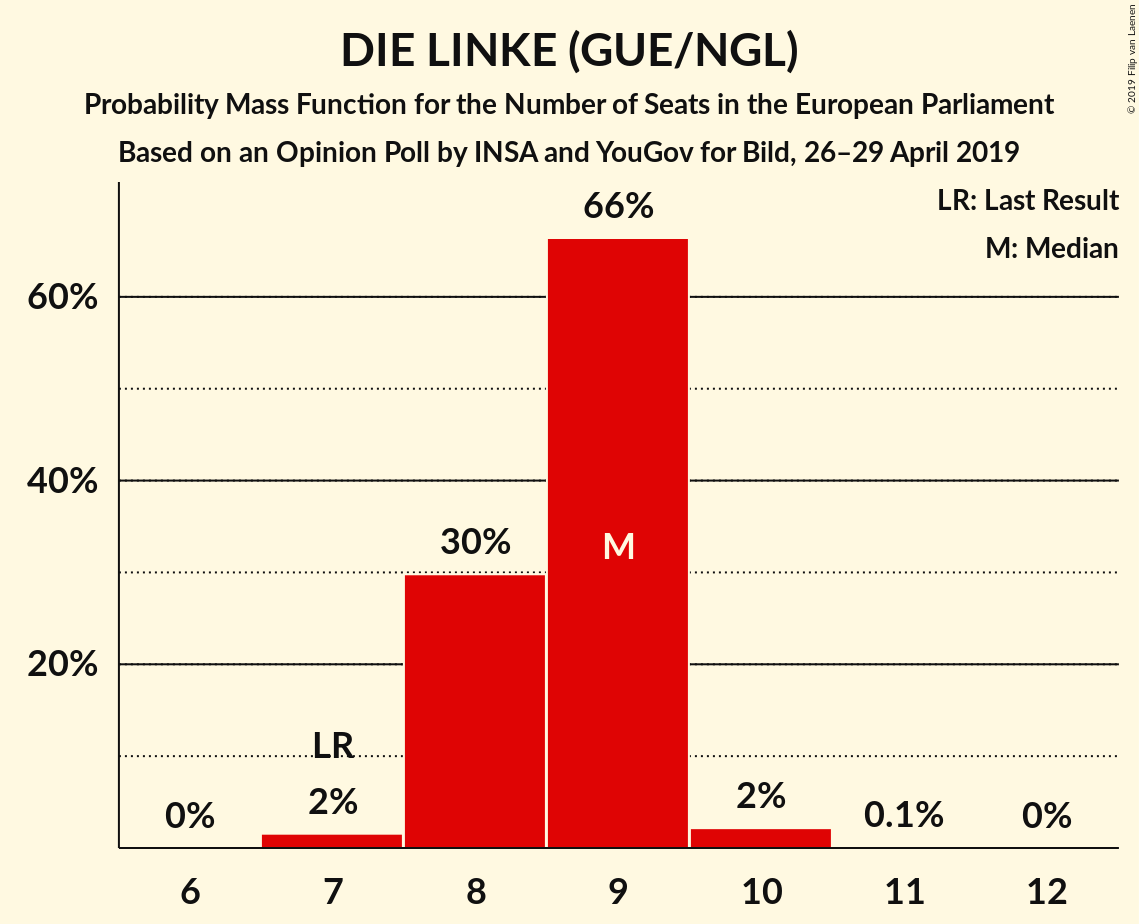 DIE LINKE (GUE/NGL)
Probability Mass Function for the Number of Seats in the European Parliament
Based on an Opinion Poll by INSA and YouGov for Bild, 26–29 April 2019
© 2019 Filip van Laenen
LR: Last Result
M: Median
66%
60%
40%
30%
M
20%
LR
0%
2%
2%
0.1%
0%
6 7 8 9 10 11 12